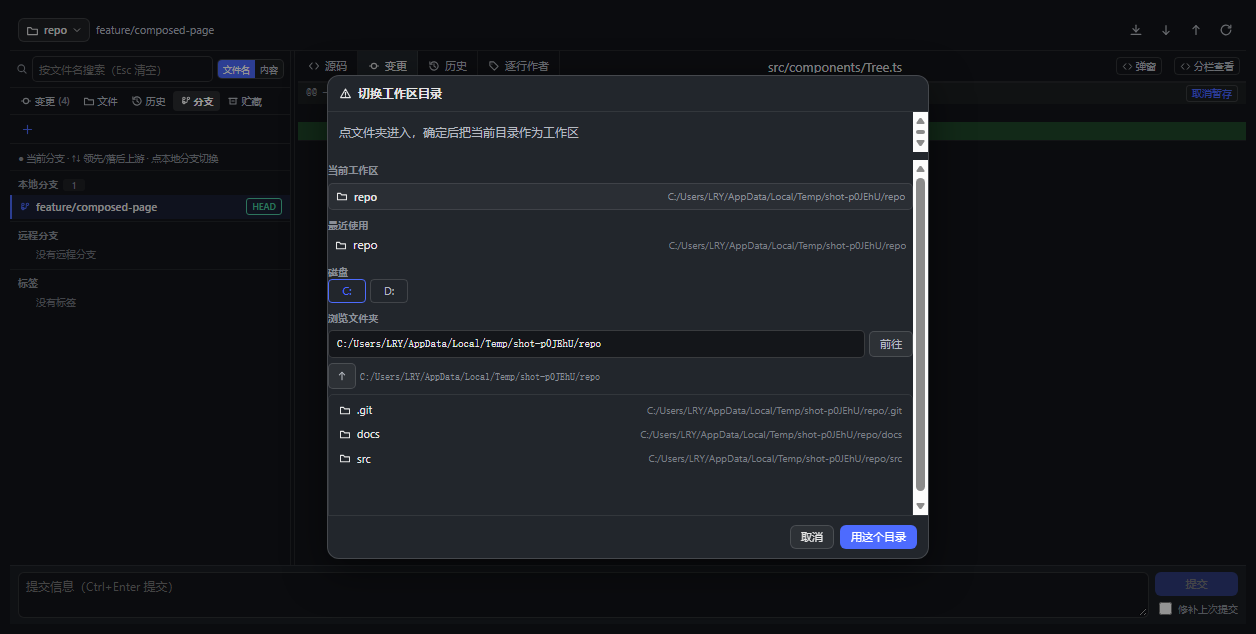 repo feature/composed-page
按文件名搜索（Esc 清空） 文件名 内容
源码 变更 历史 逐行作者
src/components/Tree.ts 弹窗 分栏查看
变更 (4) 文件 历史 分支 贮藏
@@ -
取消暂存
+
● 当前分支 · ↑↓ 领先/落后上游 · 点本地分支切换
本地分支 1
feature/composed-page HEAD
远程分支
没有远程分支
标签
没有标签
切换工作区目录
点文件夹进入，确定后把当前目录作为工作区
当前工作区
repo C:/Users/LRY/AppData/Local/Temp/shot-p0JEhU/repo
最近使用
repo C:/Users/LRY/AppData/Local/Temp/shot-p0JEhU/repo
磁盘
C: D:
浏览文件夹
C:/Users/LRY/AppData/Local/Temp/shot-p0JEhU/repo 前往
↑ C:/Users/LRY/AppData/Local/Temp/shot-p0JEhU/repo
.git C:/Users/LRY/AppData/Local/Temp/shot-p0JEhU/repo/.git
docs C:/Users/LRY/AppData/Local/Temp/shot-p0JEhU/repo/docs
src C:/Users/LRY/AppData/Local/Temp/shot-p0JEhU/repo/src
取消 用这个目录
提交信息（Ctrl+Enter 提交） 提交
修补上次提交